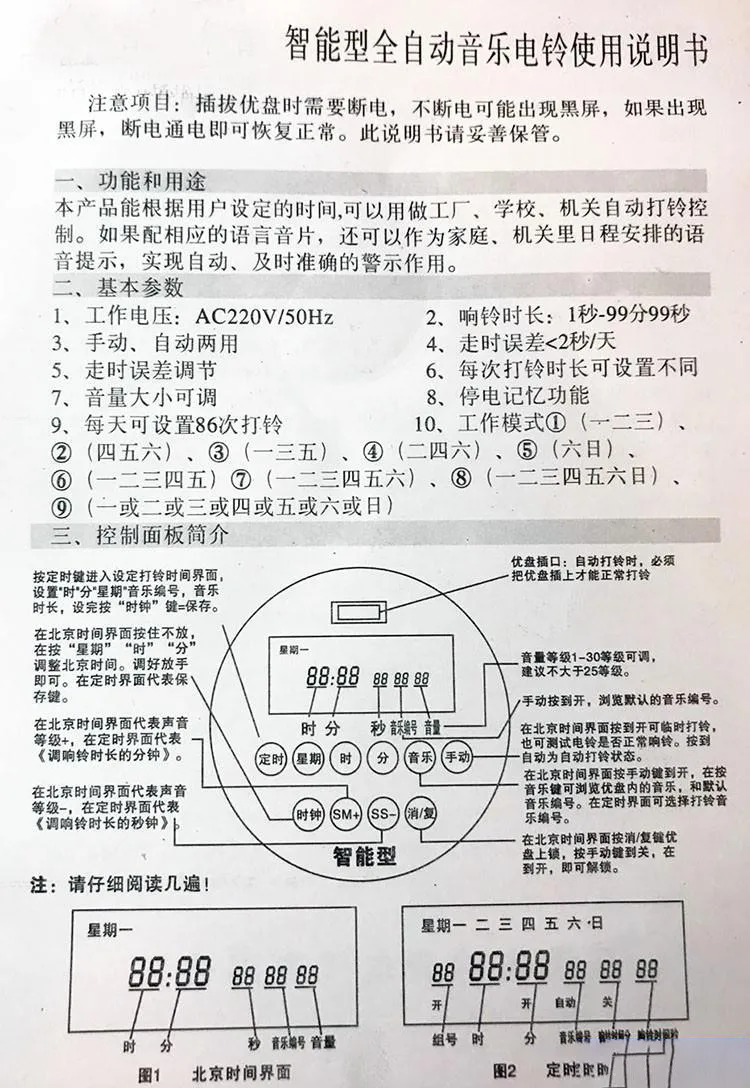 智能型全自动音乐电铃使用说明书
注意项目：插拔优盘时需要断电，不断电可能出现黑屏，如果出现
黑屏，断电通电即可恢复正常。此说明书请妥善保管。
一、功能和用途
本产品能根据用户设定的时间,可以用做工厂、学校、机关自动打铃控
制。如果配相应的语言音片，还可以作为家庭、机关里日程安排的语
音提示，实现自动、及时准确的警示作用。
二、基本参数
1、工作电压：AC220V/50Hz
2、响铃时长：1秒-99分99秒
3、手动、自动两用
4、走时误差<2秒/天
5、走时误差调节
6、每次打铃时长可设置不同
7、音量大小可调
8、停电记忆功能
9、每天可设置86次打铃
10、工作模式①（一二三）、
②（四五六）、③（一三五）、④（二四六）、⑤（六日）、
⑥（一二三四五）⑦（一二三四五六）、⑧（一二三四五六日）、
⑨（一或二或三或四或五或六或日）
三、控制面板简介
按定时键进入设定打铃时间界面，
设置"时"分"星期"音乐编号，音乐
时长，设完按“时钟”键=保存。
在北京时间界面按住不放，
在按“星期”“时”“分”
调整北京时间。调好放手
即可。在定时界面代表保
存键。
在北京时间界面代表声音
等级+，在定时界面代表
《调响铃时长的分钟》。
在北京时间界面代表声音
等级-，在定时界面代表
《调响铃时长的秒钟》。
星期一
88:88 88 88 88
时 分 秒 音乐编号 音量
定时 星期 时 分 音乐 手动
时钟 SM+ SS- 消/复
智能型
优盘插口：自动打铃时，必须
把优盘插上才能正常打铃
音量等级1-30等级可调，
建议不大于25等级。
手动按到开，浏览默认的音乐编号。
在北京时间界面按到开可临时打铃，
也可测试电铃是否正常响铃。按到
自动为自动打铃状态。
在北京时间界面按手动键到开，在按
音乐键可浏览优盘内的音乐，和默认
音乐编号。在定时界面可选择打铃音
乐编号。
在北京时间界面按消/复键优
盘上锁，按手动键到关，在
到开，即可解锁。
注：请仔细阅读几遍！
星期一
88:88 88 88 88
时 分 秒 音乐编号 音量
图1 北京时间界面
星期一 二 三 四 五 六 日
88 88:88 88 88 88
开 开 自动 关
组号 时 分 音乐编号
图2 定时